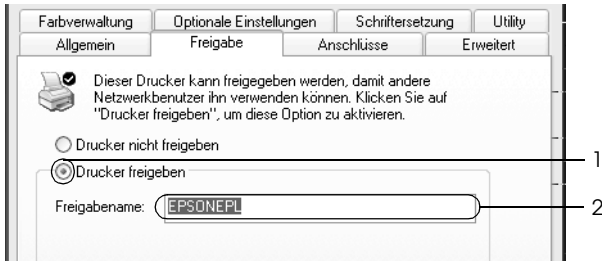 Farbverwaltung Optionale Einstellungen Schriftersetzung Utility
Allgemein Freigabe Anschlüsse Erweitert
Dieser Drucker kann freigegeben werden, damit andere
Netzwerkbenutzer ihn verwenden können. Klicken Sie auf
"Drucker freigeben", um diese Option zu aktivieren.
Drucker nicht freigeben
1
Drucker freigeben
Freigabename: EPSONEPL 2